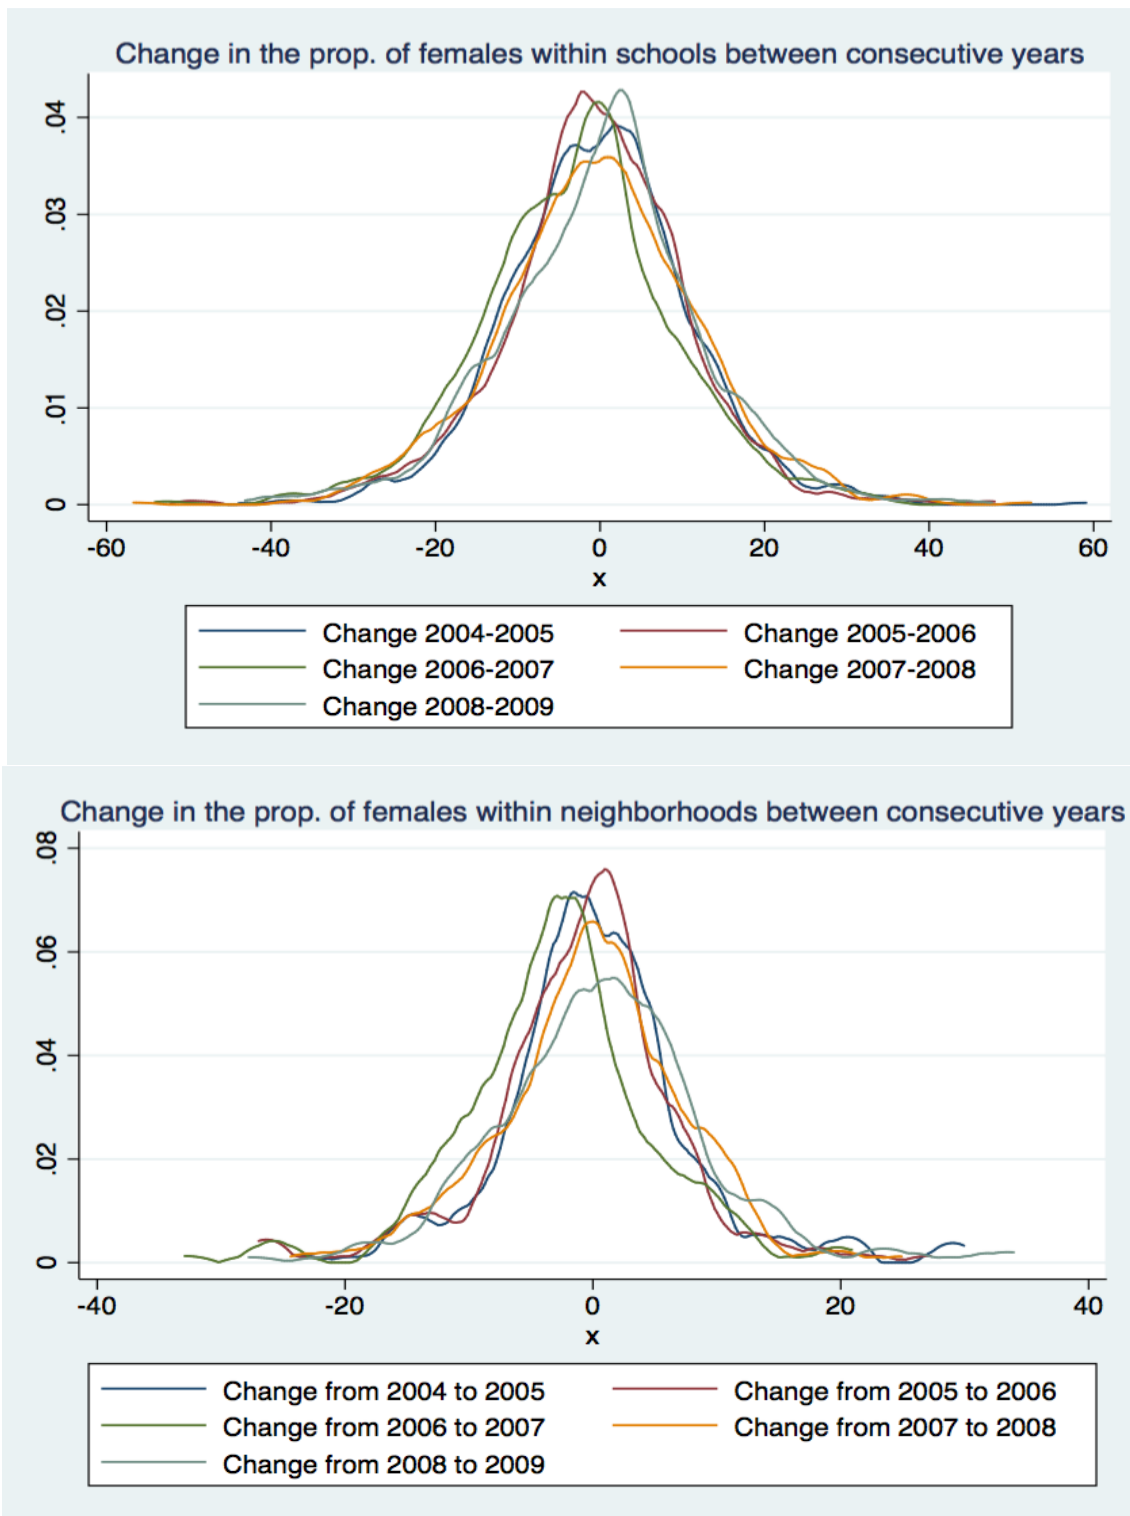 Change in the prop. of females within schools between consecutive years
.04
.03
.02
.01
0
-60 -40 -20 0 20 40 60
x
Change 2004-2005 Change 2005-2006
Change 2006-2007 Change 2007-2008
Change 2008-2009
Change in the prop. of females within neighborhoods between consecutive years
.08
.06
.04
.02
0
-40 -20 0 20 40
x
Change from 2004 to 2005 Change from 2005 to 2006
Change from 2006 to 2007 Change from 2007 to 2008
Change from 2008 to 2009